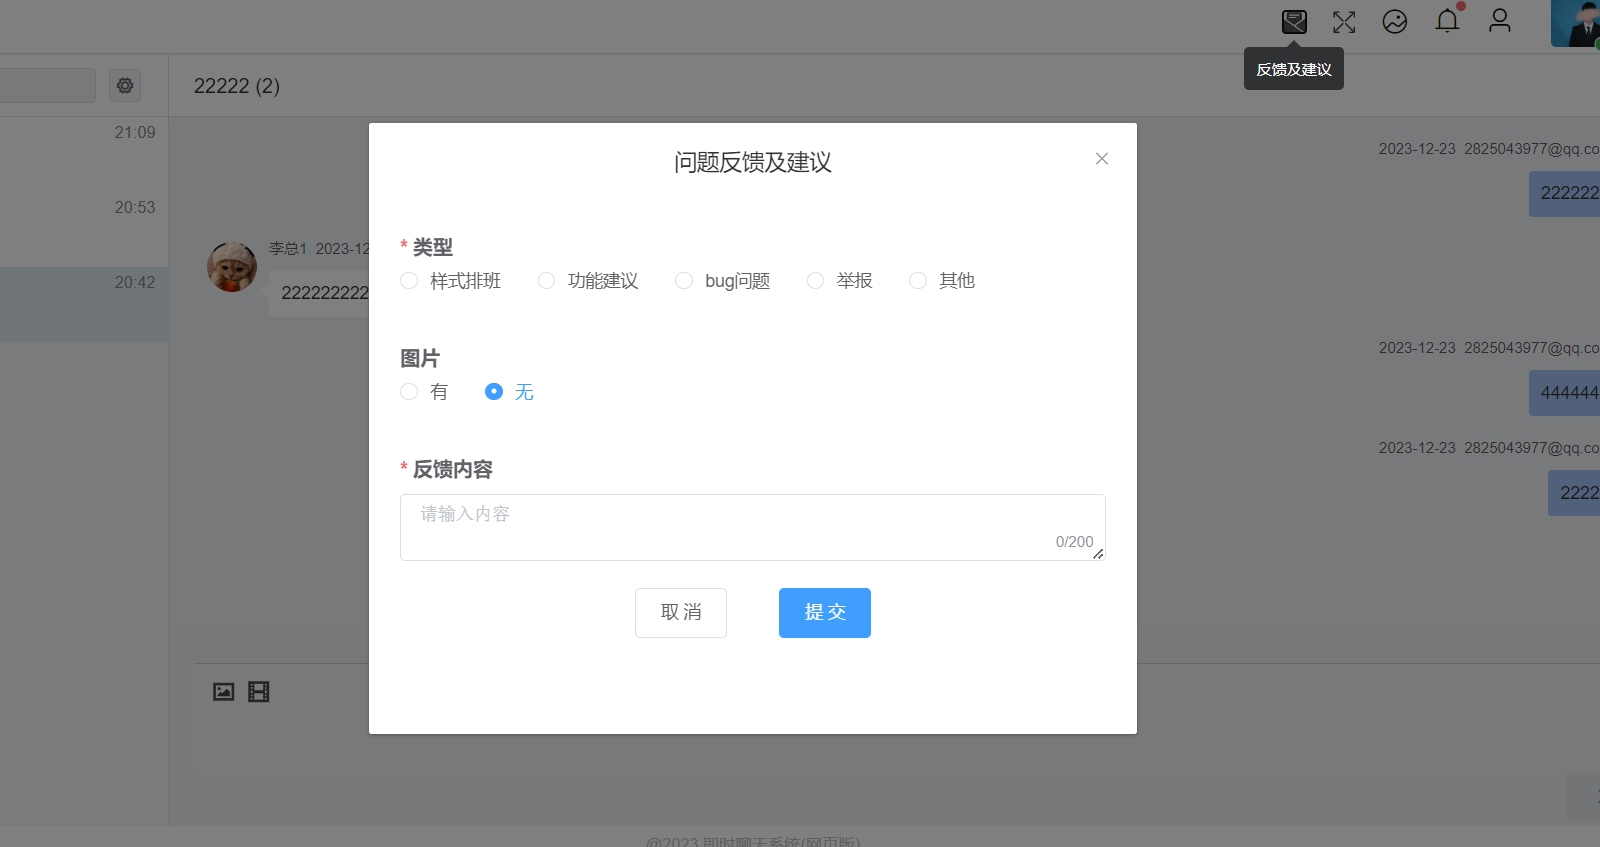 反馈及建议
22222 (2)
21:09
20:53
20:42
2023-12-23 2825043977@qq.co
222222
李总1 2023-12
222222222
2023-12-23 2825043977@qq.co
444444
2023-12-23 2825043977@qq.co
2222
问题反馈及建议
* 类型
样式排班 功能建议 bug问题 举报 其他
图片
有 无
* 反馈内容
请输入内容
0/200
取 消 提 交
@2023 即时聊天系统(网页版)